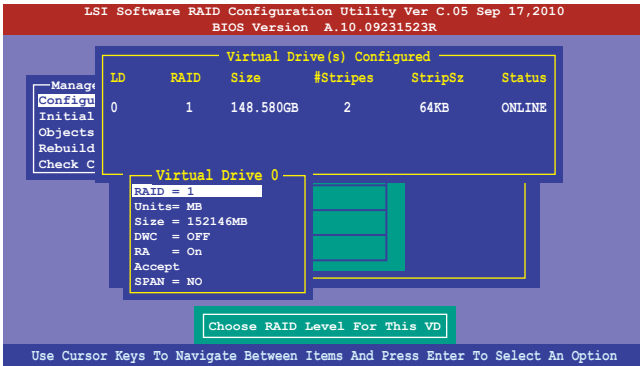 LSI Software RAID Configuration Utility Ver C.05 Sep 17,2010
BIOS Version A.10.09231523R
Virtual Drive(s) Configured
LD RAID Size #Stripes StripSz Status
0 1 148.580GB 2 64KB ONLINE
Manage
Configu
Initial
Objects
Rebuild
Check C
Virtual Drive 0
RAID = 1
Units= MB
Size = 152146MB
DWC = OFF
RA = On
Accept
SPAN = NO
Choose RAID Level For This VD
Use Cursor Keys To Navigate Between Items And Press Enter To Select An Option